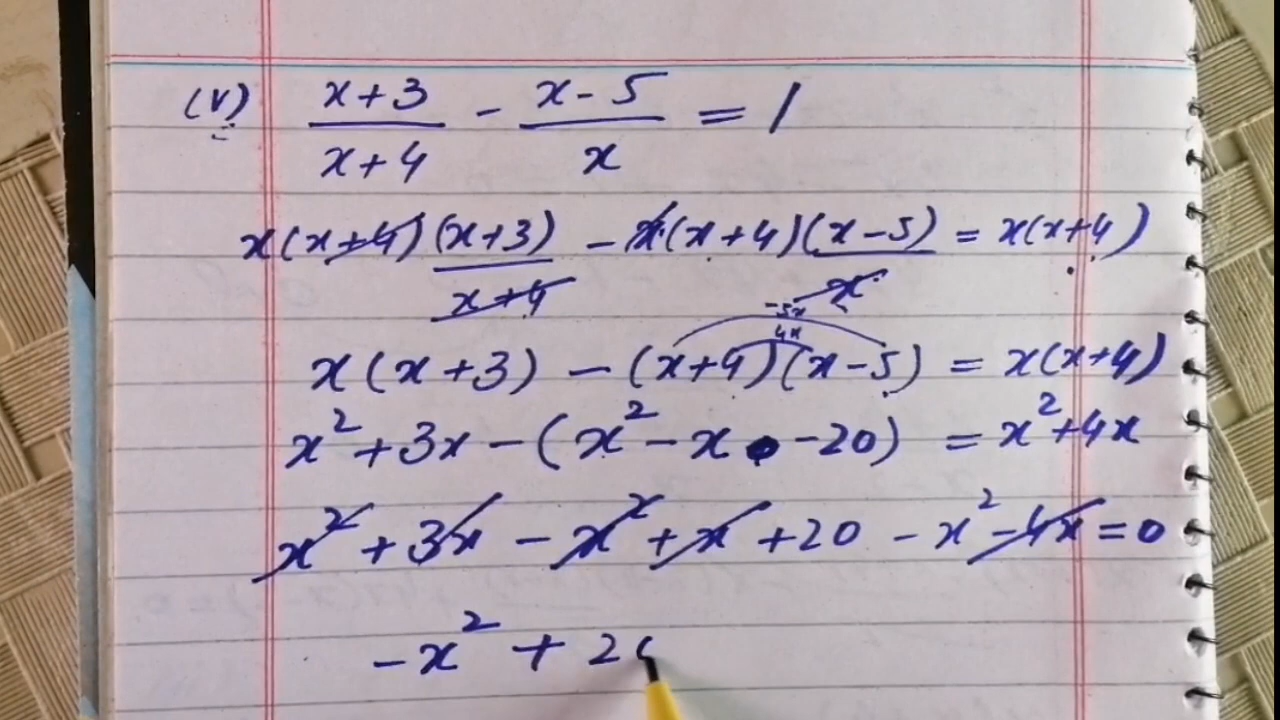 (v) x+3/x+4 - x-5/x = 1
x(x+4)(x+3)/x+4 - x(x+4)(x-5)/x = x(x+4)
-5x
4x
x(x+3) - (x+4)(x-5) = x(x+4)
x² + 3x - (x² - x - 20) = x² + 4x
x² + 3x - x² + x + 20 - x² - 4x = 0
-x² + 20